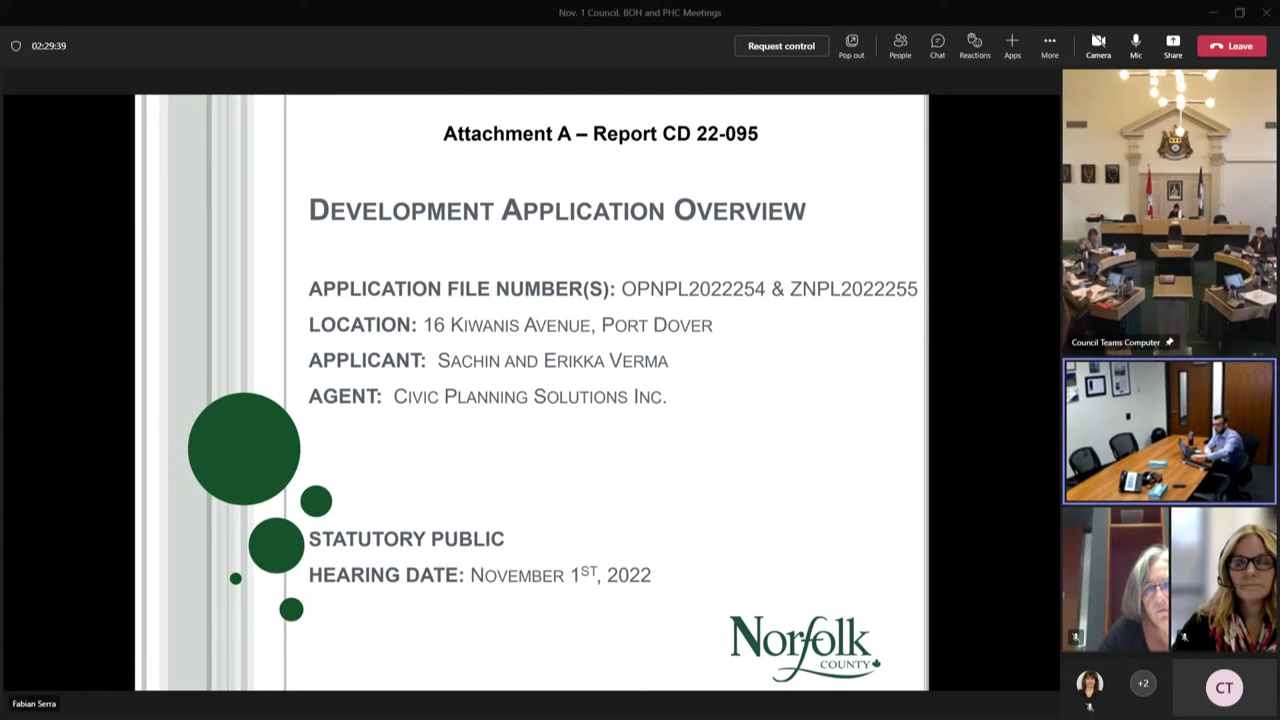 Nov. 1 Council, BOH and PHC Meetings
02:29:39
Request control
Pop out
People
Chat
Reactions
Apps
More
Camera
Mic
Share
Leave
Attachment A – Report CD 22-095
DEVELOPMENT APPLICATION OVERVIEW
APPLICATION FILE NUMBER(S): OPNPL2022254 & ZNPL2022255
LOCATION: 16 KIWANIS AVENUE, PORT DOVER
APPLICANT: SACHIN AND ERIKKA VERMA
AGENT: CIVIC PLANNING SOLUTIONS INC.
STATUTORY PUBLIC
HEARING DATE: NOVEMBER 1ST, 2022
Norfolk
COUNTY
Fabian Serra
Council Teams Computer
+2
CT